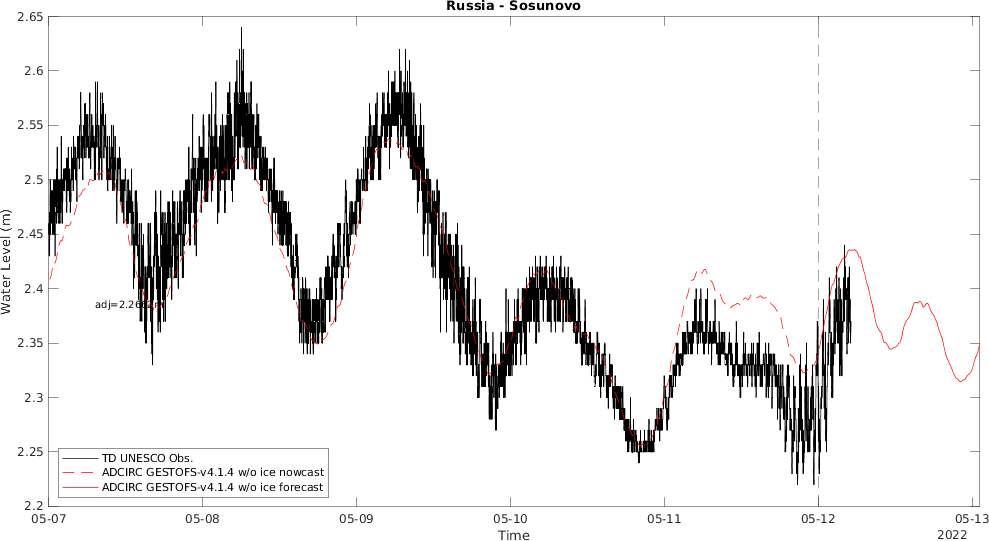 Russia - Sosunovo
2.65
2.6
2.55
2.5
2.45
2.4
2.35
2.3
2.25
2.2
Water Level (m)
TD UNESCO Obs.
ADCIRC GESTOFS-v4.1.4 w/o ice nowcast
ADCIRC GESTOFS-v4.1.4 w/o ice forecast
05-07 05-08 05-09 05-10 05-11 05-12 05-13
Time
2022